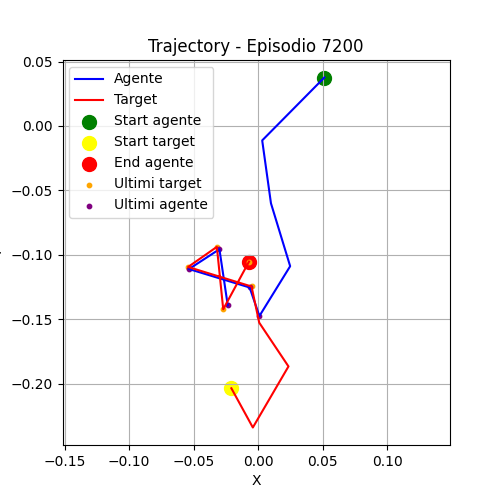 Trajectory - Episodio 7200
Agente
Target
Start agente
Start target
End agente
Ultimi target
Ultimi agente
0.05
0.00
−0.05
−0.10
−0.15
−0.20
−0.15
−0.10
−0.05
0.00
0.05
0.10
X